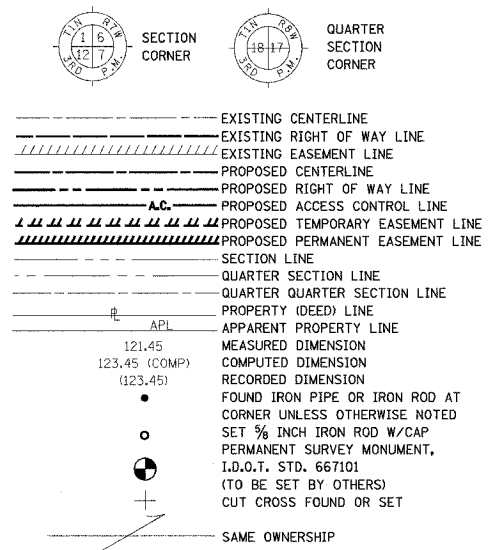 T1N R7W
1 6
12 7
3RD P.M.
SECTION
CORNER
T1N R8W
18 17
3RD P.M.
QUARTER
SECTION
CORNER
EXISTING CENTERLINE
EXISTING RIGHT OF WAY LINE
EXISTING EASEMENT LINE
PROPOSED CENTERLINE
PROPOSED RIGHT OF WAY LINE
A.C. PROPOSED ACCESS CONTROL LINE
PROPOSED TEMPORARY EASEMENT LINE
PROPOSED PERMANENT EASEMENT LINE
SECTION LINE
QUARTER SECTION LINE
QUARTER QUARTER SECTION LINE
PL PROPERTY (DEED) LINE
APL APPARENT PROPERTY LINE
121.45 MEASURED DIMENSION
123.45 (COMP) COMPUTED DIMENSION
(123.45) RECORDED DIMENSION
FOUND IRON PIPE OR IRON ROD AT
CORNER UNLESS OTHERWISE NOTED
SET 5/8 INCH IRON ROD W/CAP
PERMANENT SURVEY MONUMENT,
I.D.O.T. STD. 667101
(TO BE SET BY OTHERS)
CUT CROSS FOUND OR SET
SAME OWNERSHIP